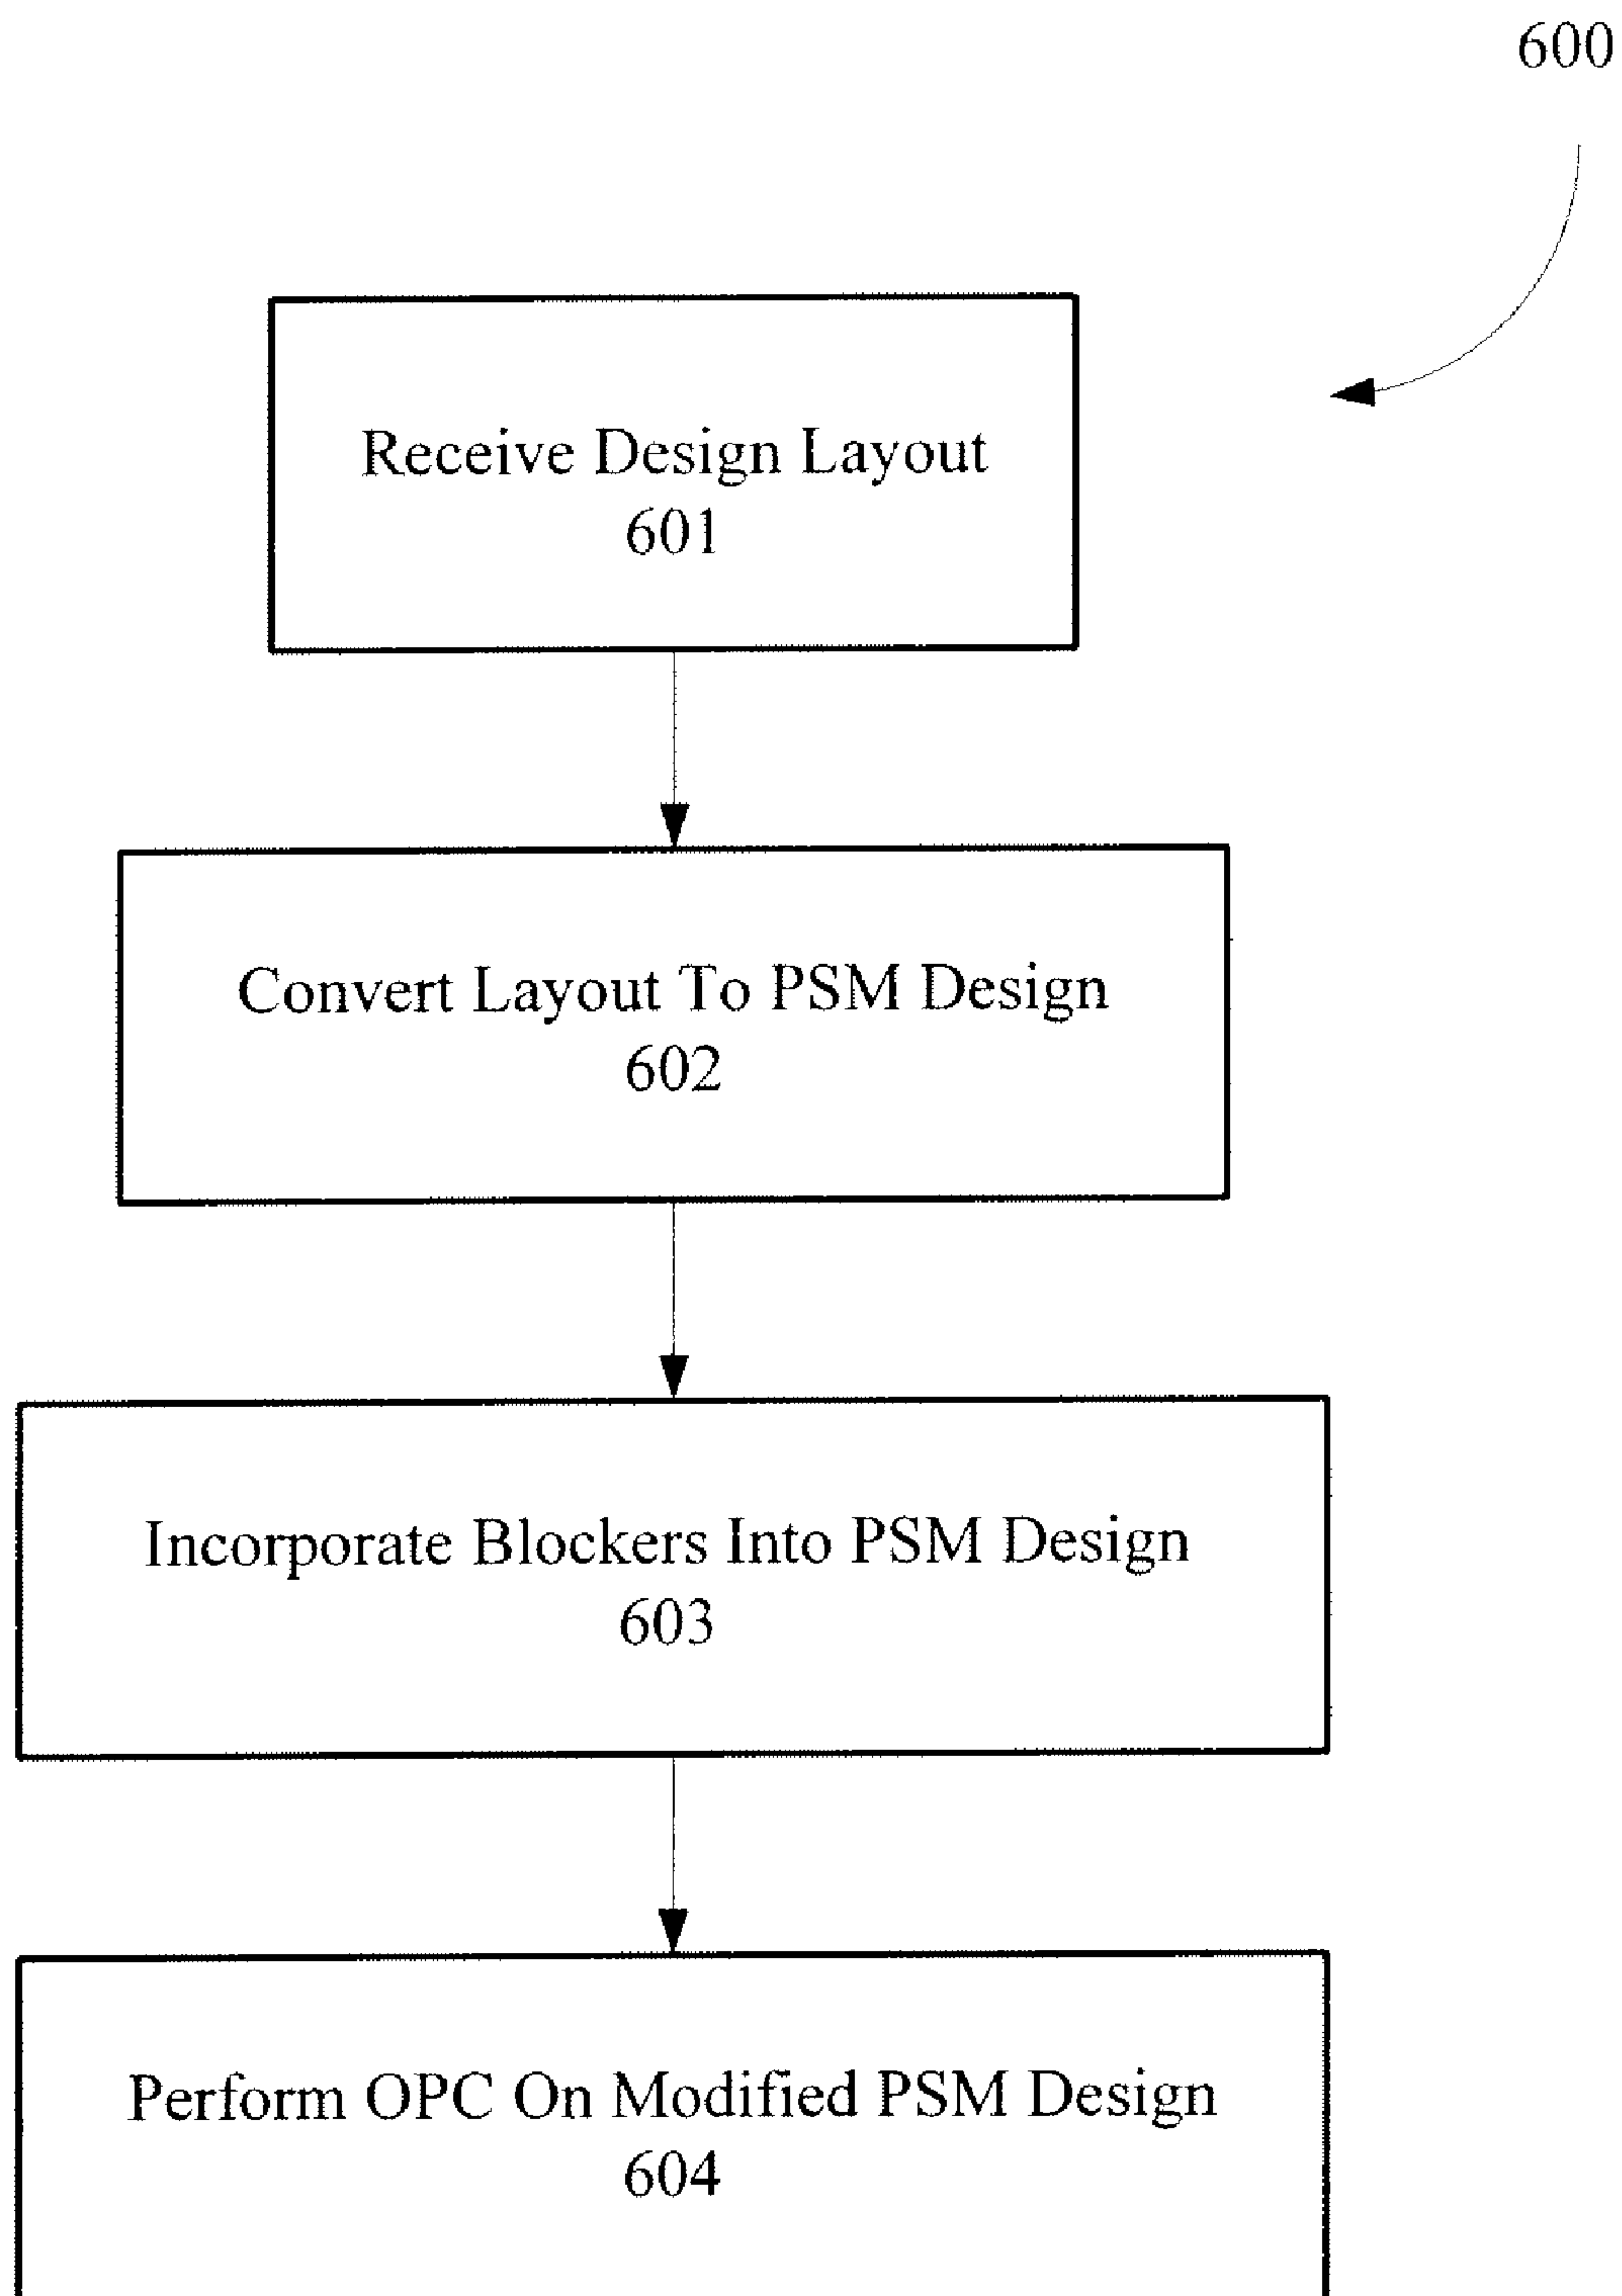 600
Receive Design Layout
601
Convert Layout To PSM Design
602
Incorporate Blockers Into PSM Design
603
Perform OPC On Modified PSM Design
604